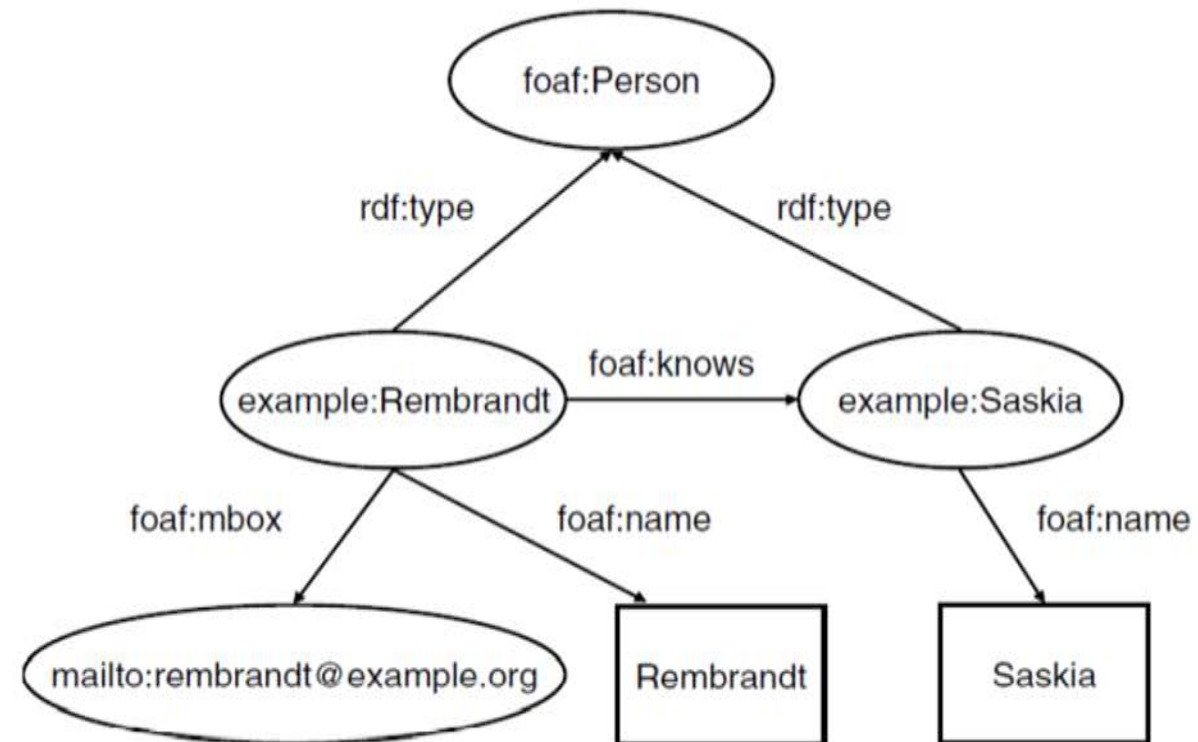 foaf:Person
rdf:type
rdf:type
foaf:knows
example:Rembrandt
example:Saskia
foaf:mbox
foaf:name
foaf:name
mailto:rembrandt@example.org
Rembrandt
Saskia